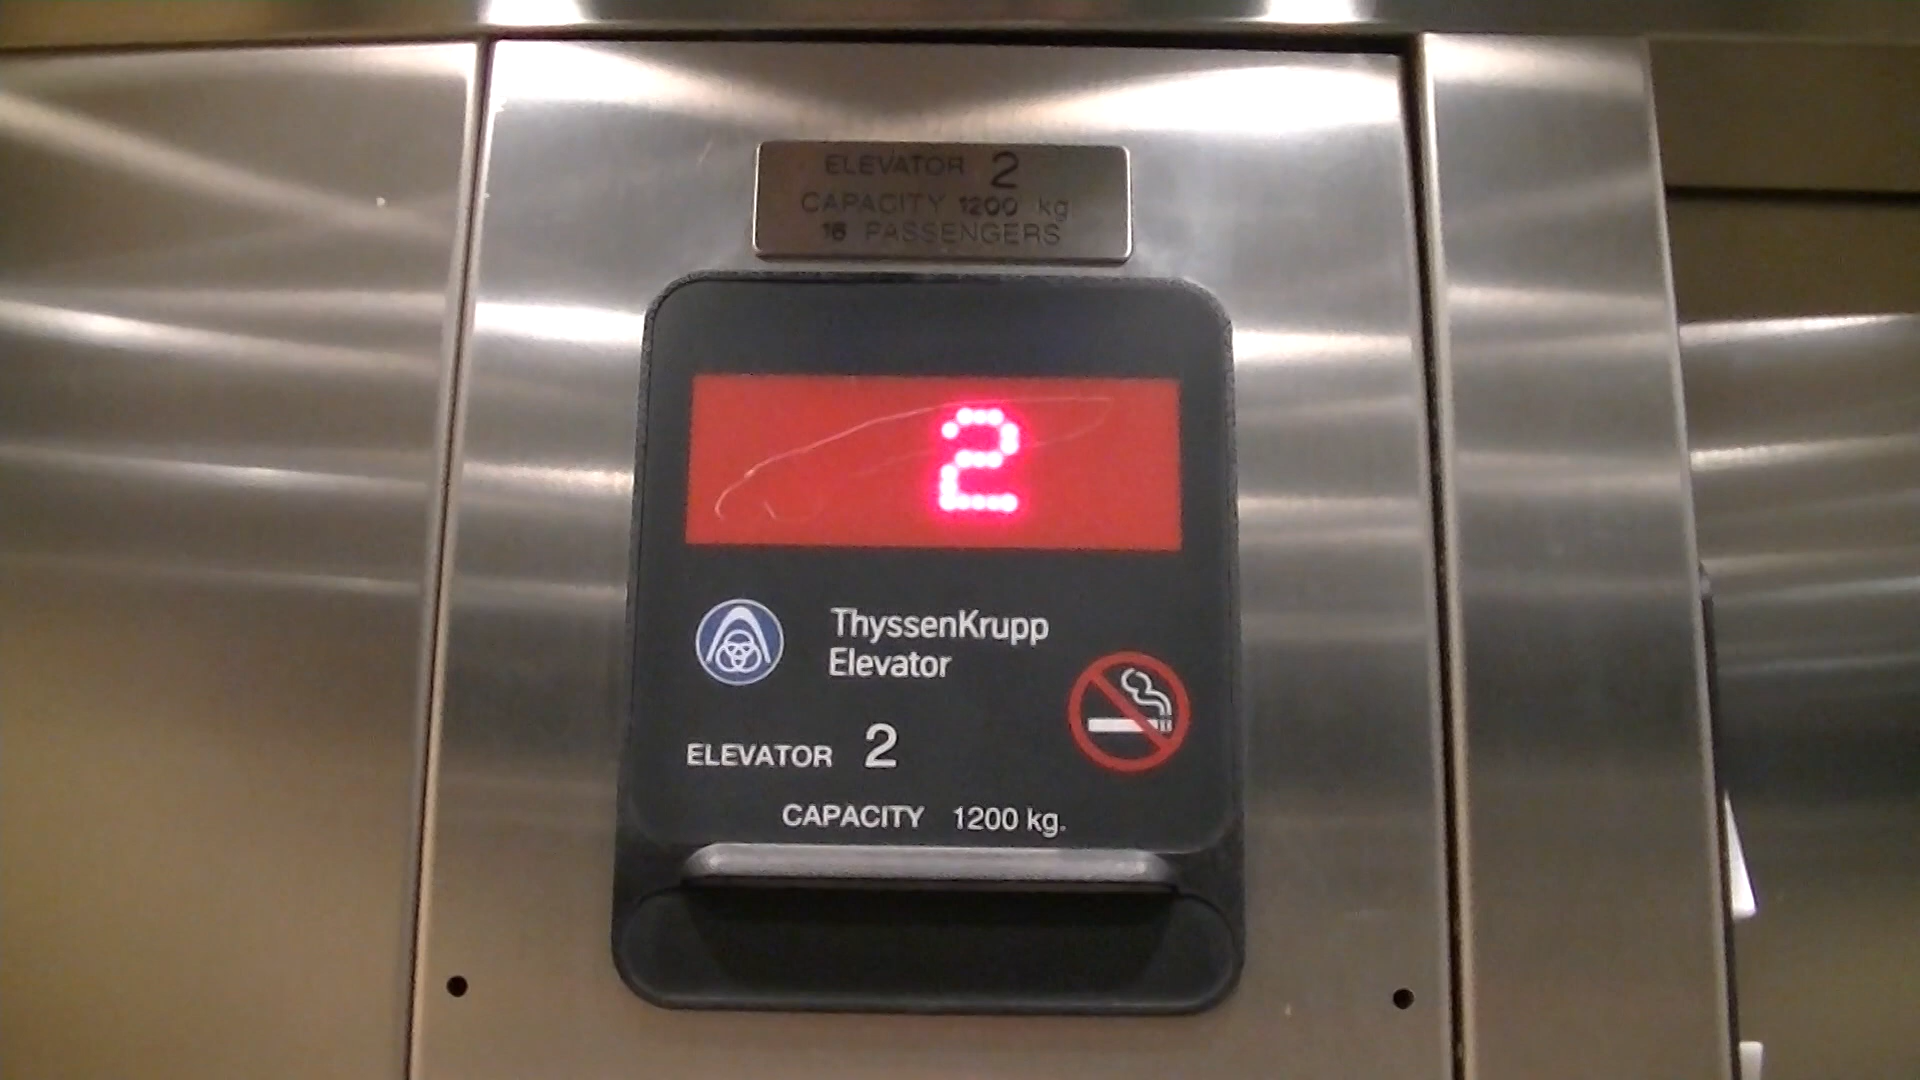 ELEVATOR 2
CAPACITY 1200 kg
16 PASSENGERS
2
ThyssenKrupp
Elevator
ELEVATOR 2
CAPACITY 1200 kg.